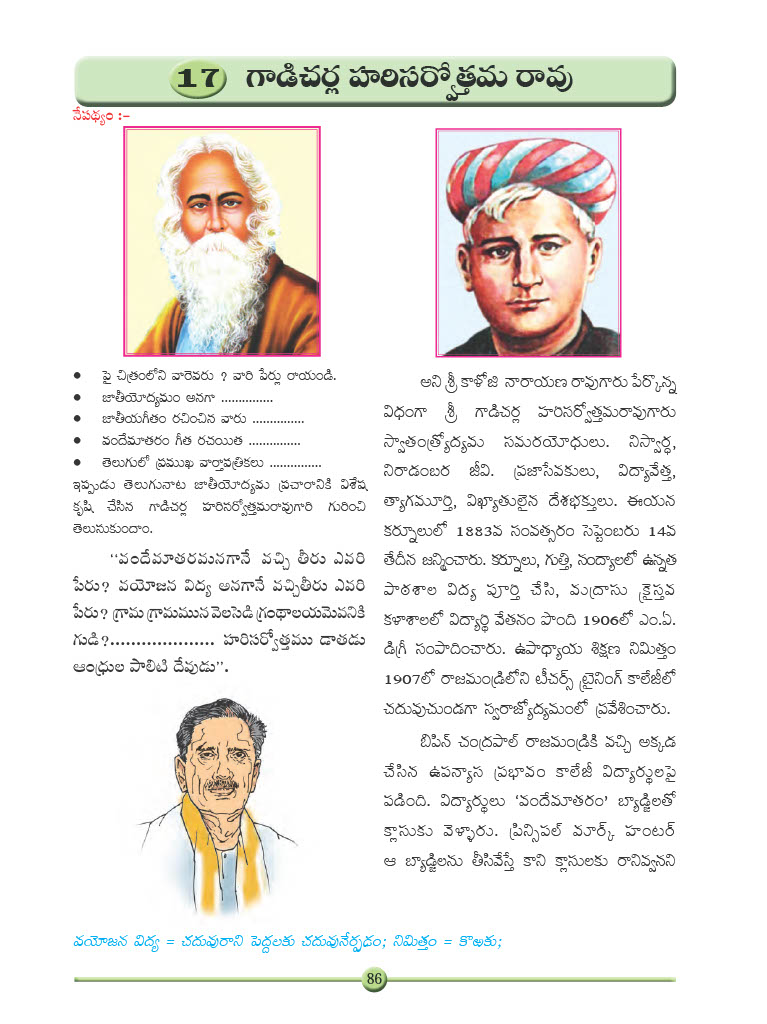 17 గాడిచర్ల హరిసర్వోత్తమ రావు
నేపథ్యం :-
• పై చిత్రంలోని వారెవరు ? వారి పేర్లు రాయండి.
• జాతీయోద్యమం అనగా ...............
• జాతీయగీతం రచించిన వారు ...............
• వందేమాతరం గీత రచయిత ...............
• తెలుగులో ప్రముఖ వార్తాపత్రికలు ...............
ఇప్పుడు తెలుగునాట జాతీయోద్యమ ప్రచారానికి విశేష
కృషి చేసిన గాడిచర్ల హరిసర్వోత్తమరావుగారి గురించి
తెలుసుకుందాం.
“వందేమాతరమనగానే వచ్చి తీరు ఎవరి
పేరు? వయోజన విద్య అనగానే వచ్చితీరు ఎవరి
పేరు? గ్రామ గ్రామమున వెలసెడి గ్రంథాలయమెవనికి
గుడి?................... హరిసర్వోత్తము డాతడు
ఆంధ్రుల పాలిటి దేవుడు”.
అని శ్రీ కాళోజి నారాయణ రావుగారు పేర్కొన్న
విధంగా శ్రీ గాడిచర్ల హరిసర్వోత్తమరావుగారు
స్వాతంత్ర్యోద్యమ సమరయోధులు. నిస్వార్థ,
నిరాడంబర జీవి. ప్రజాసేవకులు, విద్యావేత్త,
త్యాగమూర్తి, విఖ్యాతులైన దేశభక్తులు. ఈయన
కర్నూలులో 1883వ సంవత్సరం సెప్టెంబరు 14వ
తేదీన జన్మించారు. కర్నూలు, గుత్తి, నంద్యాలలో ఉన్నత
పాఠశాల విద్య పూర్తి చేసి, మద్రాసు క్రైస్తవ
కళాశాలలో విద్యార్థి వేతనం పొంది 1906లో ఎం.ఏ.
డిగ్రీ సంపాదించారు. ఉపాధ్యాయ శిక్షణ నిమిత్తం
1907లో రాజమండ్రిలోని టీచర్స్ ట్రైనింగ్ కాలేజీలో
చదువుచుండగా స్వరాజ్యోద్యమంలో ప్రవేశించారు.
బిపిన్ చంద్రపాల్ రాజమండ్రికి వచ్చి అక్కడ
చేసిన ఉపన్యాస ప్రభావం కాలేజీ విద్యార్థులపై
పడింది. విద్యార్థులు ‘వందేమాతరం’ బ్యాడ్జిలతో
క్లాసుకు వెళ్ళారు. ప్రిన్సిపల్ మార్క్ హంటర్
ఆ బ్యాడ్జిలను తీసివేస్తే కాని క్లాసులకు రానివ్వనని
వయోజన విద్య = చదువురాని పెద్దలకు చదువునేర్పడం; నిమిత్తం = కొఱకు;
86